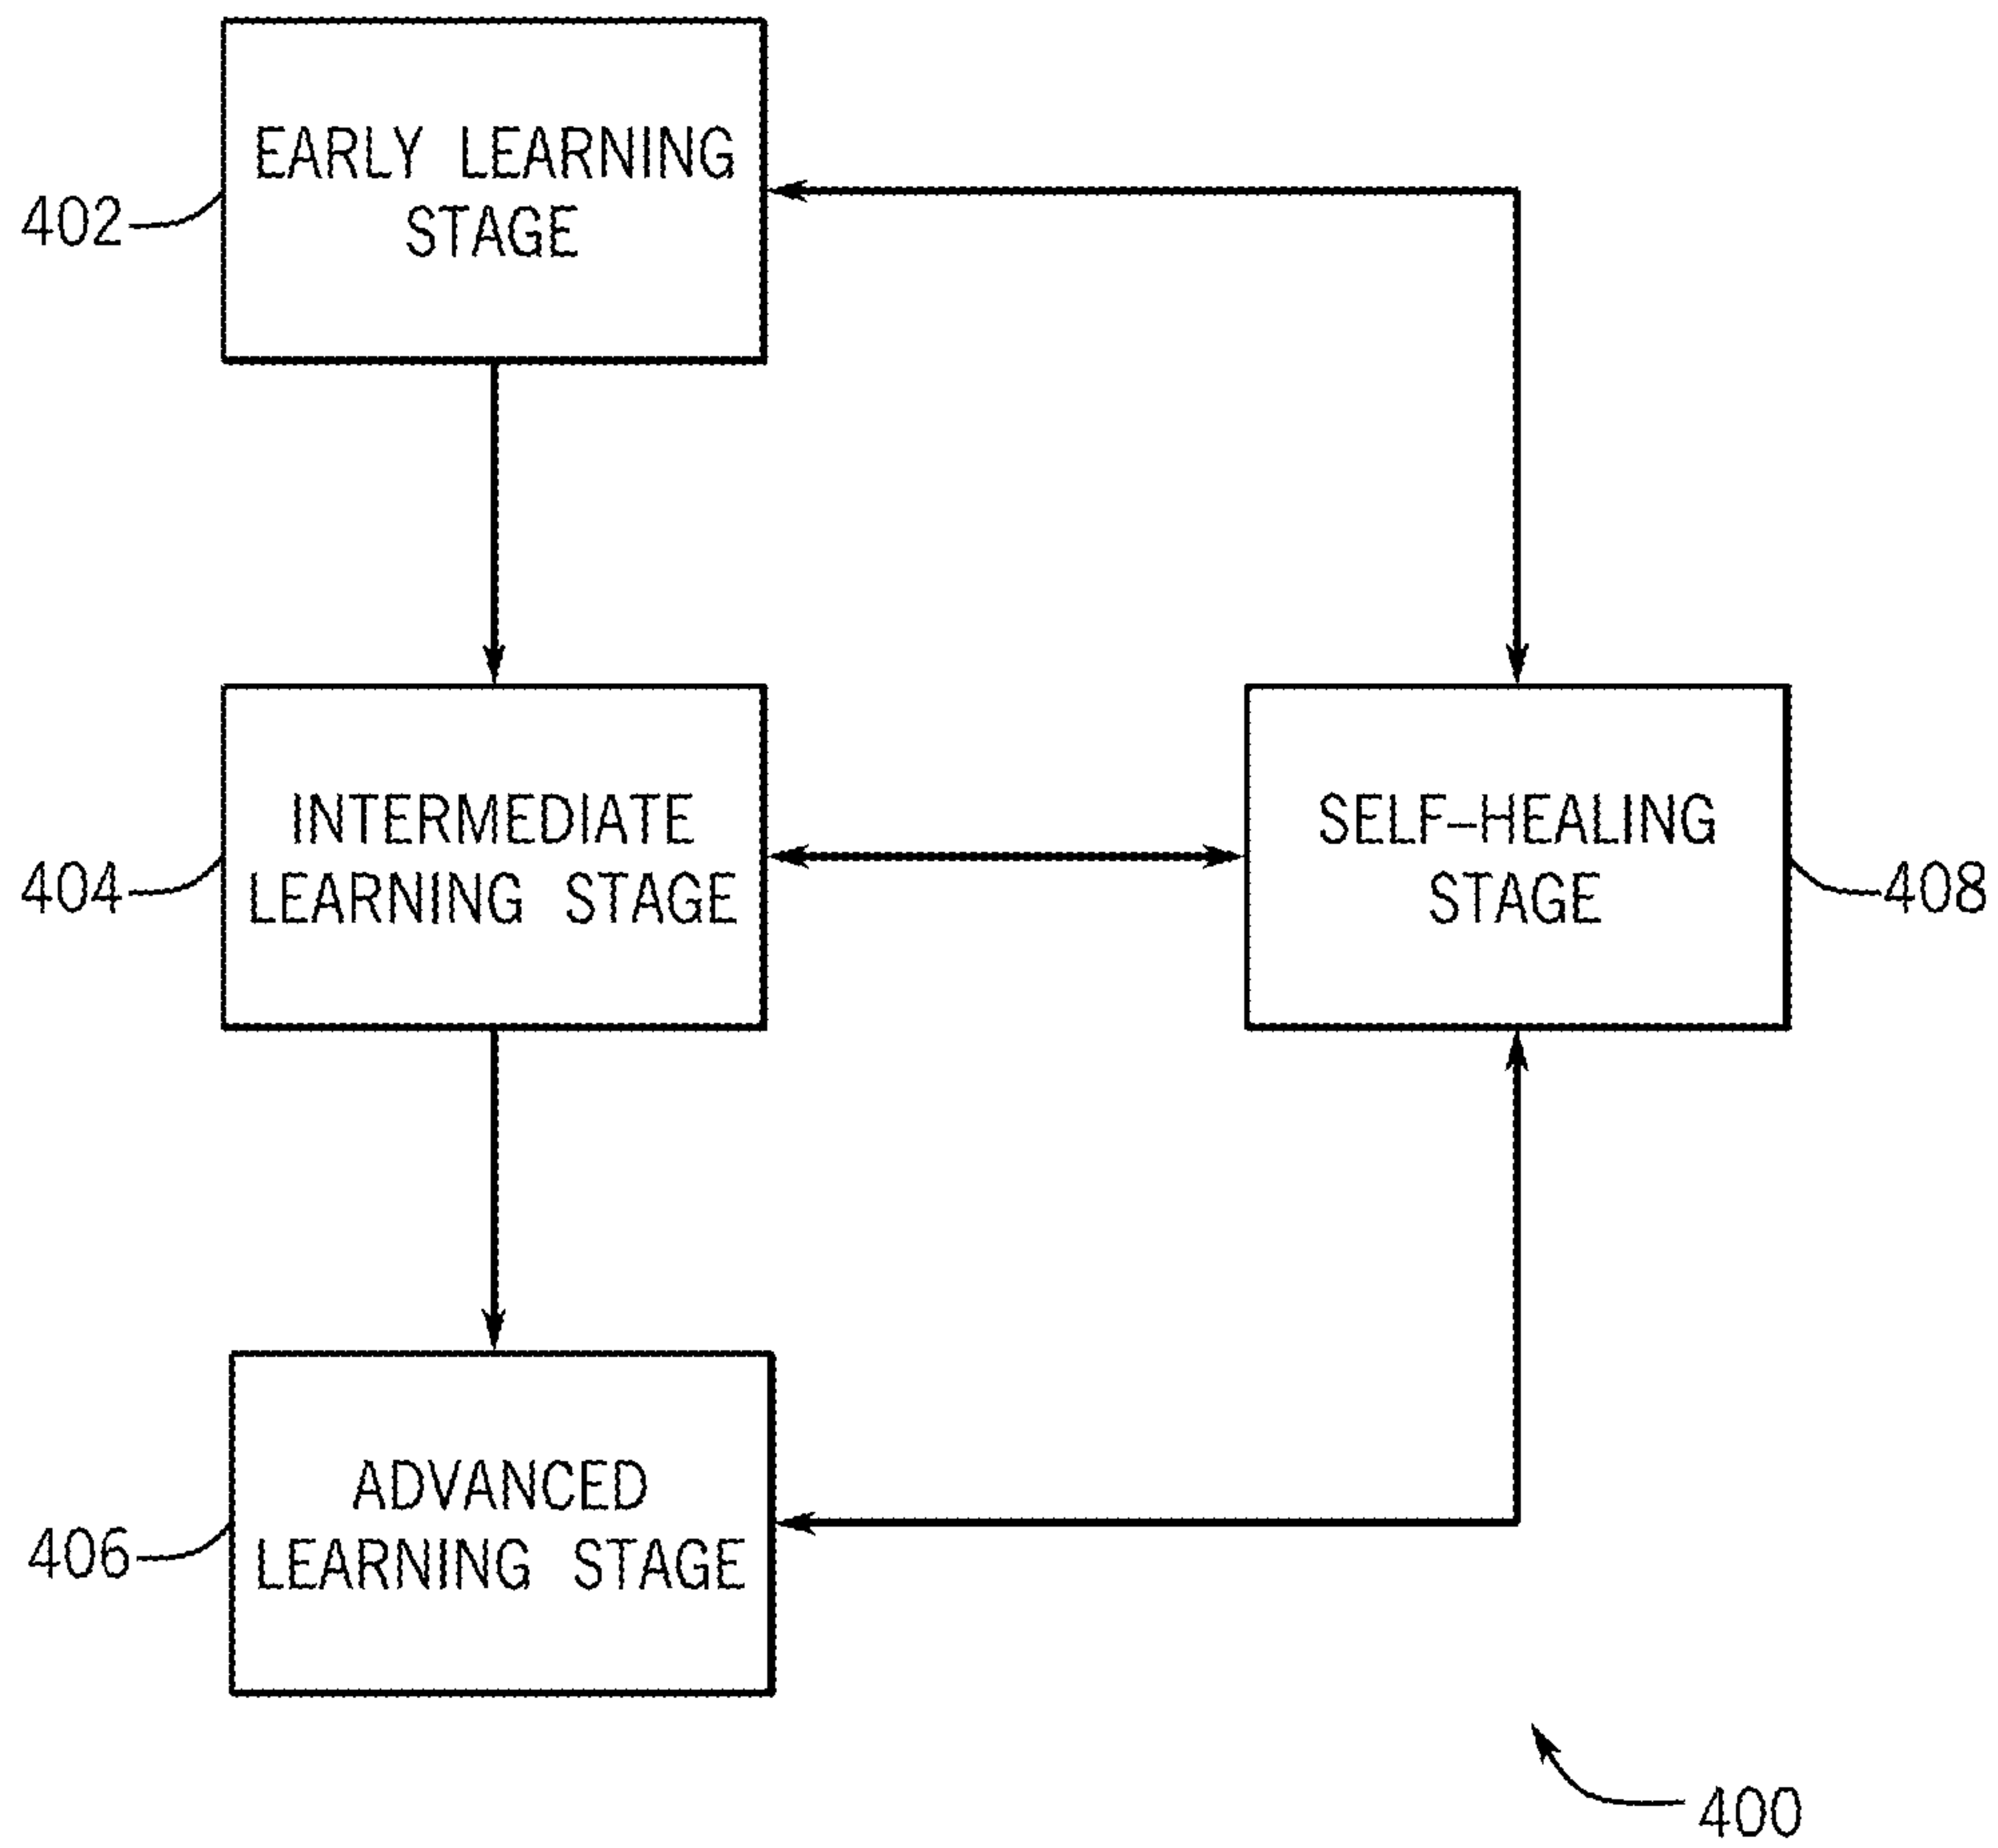 EARLY LEARNING
STAGE
402
INTERMEDIATE
LEARNING STAGE
404
SELF-HEALING
STAGE
408
ADVANCED
LEARNING STAGE
406
400